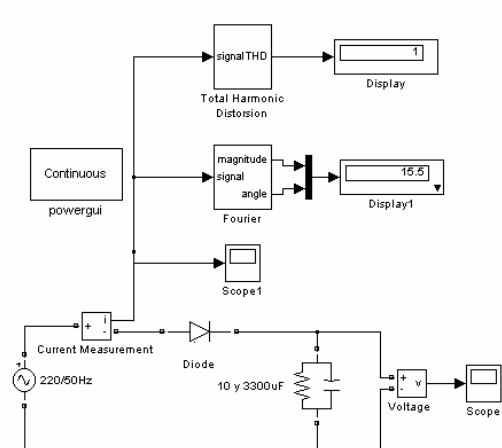 signal THD
1
Total Harmonic
Distorsion
Display
Continuous
powergui
magnitude
signal
angle
15.5
Fourier
Display1
Scope1
+ i
-
Current Measurement
Diode
+
220/50Hz
10 y 3300uF
+ v
-
Voltage
Scope